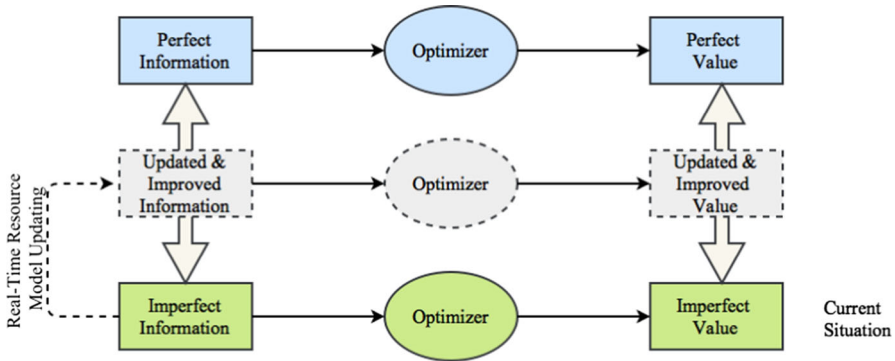 Perfect
Information
Optimizer
Perfect
Value
Updated &
Improved
Information
Optimizer
Updated &
Improved
Value
Real-Time Resource
Model Updating
Imperfect
Information
Optimizer
Imperfect
Value
Current
Situation